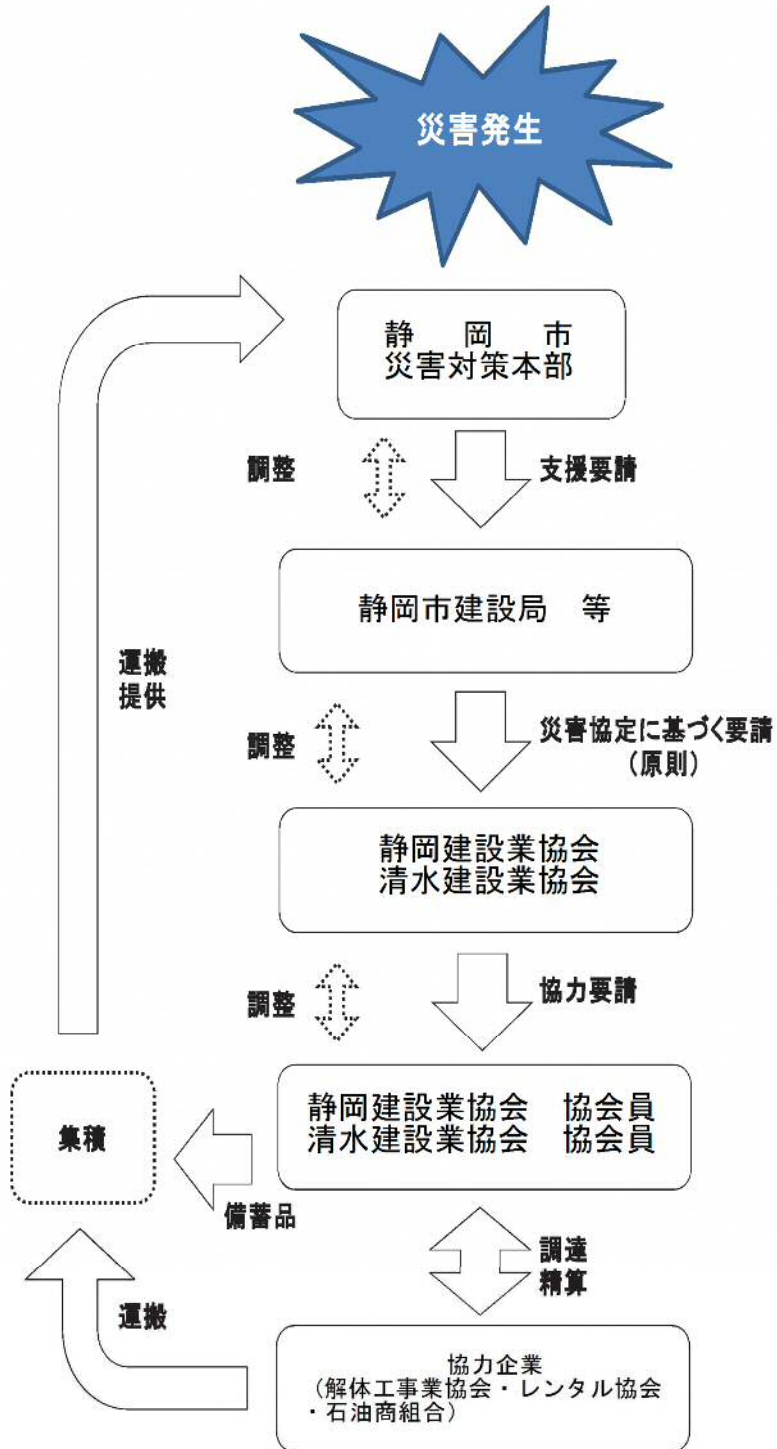 災害発生
静　岡　市
災害対策本部
調整
支援要請
静岡市建設局　等
運搬
提供
調整
災害協定に基づく要請
（原則）
静岡建設業協会
清水建設業協会
調整
協力要請
静岡建設業協会　協会員
清水建設業協会　協会員
集積
備蓄品
調達
精算
運搬
協力企業
（解体工事業協会・レンタル協会
・石油商組合）